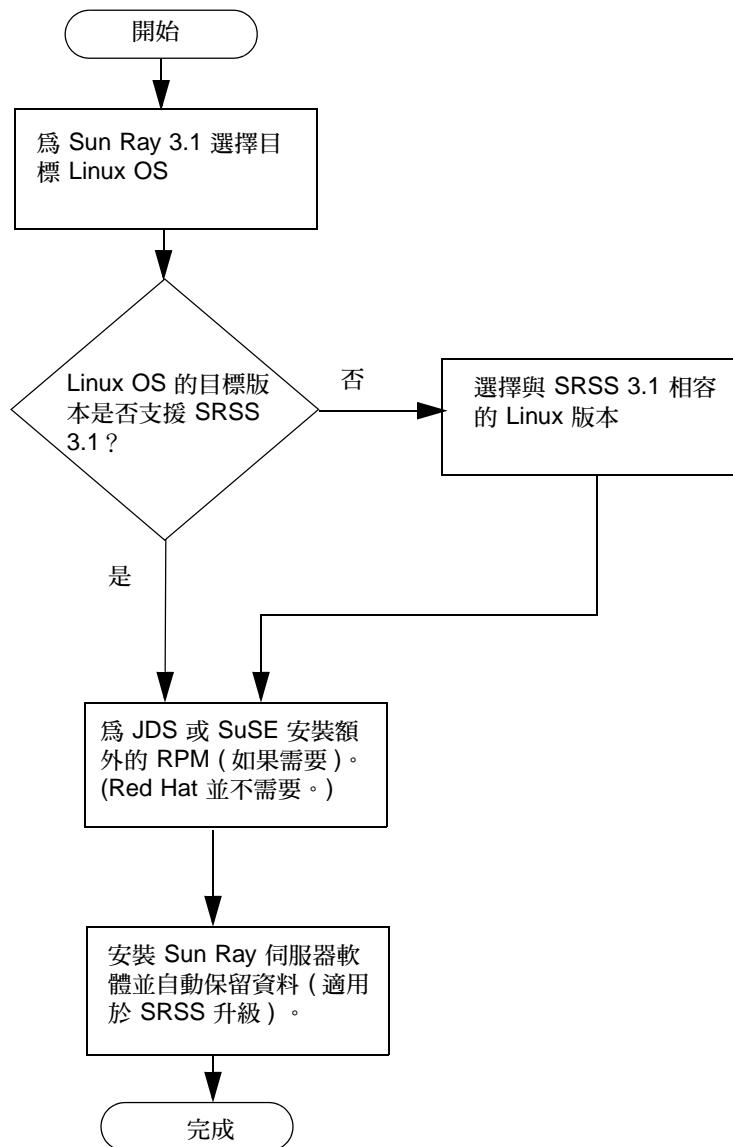 開始
爲 Sun Ray 3.1 選擇目
標 Linux OS
Linux OS 的目標版
本是否支援 SRSS
3.1？
否
選擇與 SRSS 3.1 相容
的 Linux 版本
是
爲 JDS 或 SuSE 安裝額
外的 RPM ( 如果需要 )。
(Red Hat 並不需要。)
安裝 Sun Ray 伺服器軟
體並自動保留資料 ( 適用
於 SRSS 升級 ) 。
完成